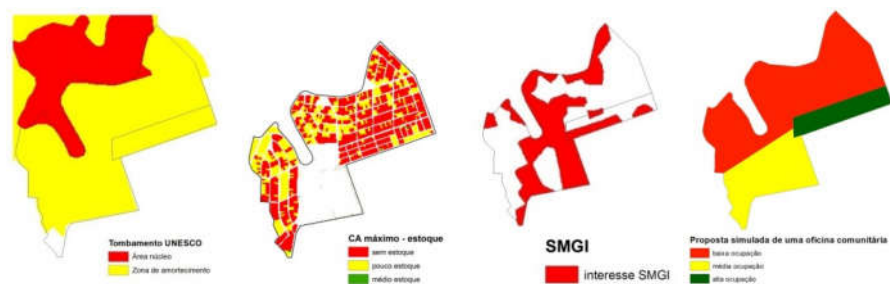 Tombamento UNESCO
Área núcleo
Zona de amortecimento
CA máximo - estoque
sem estoque
pouco estoque
médio estoque
SMGI
interesse SMGI
Proposta simulada de uma oficina comunitária
baixa ocupação
média ocupação
alta ocupação